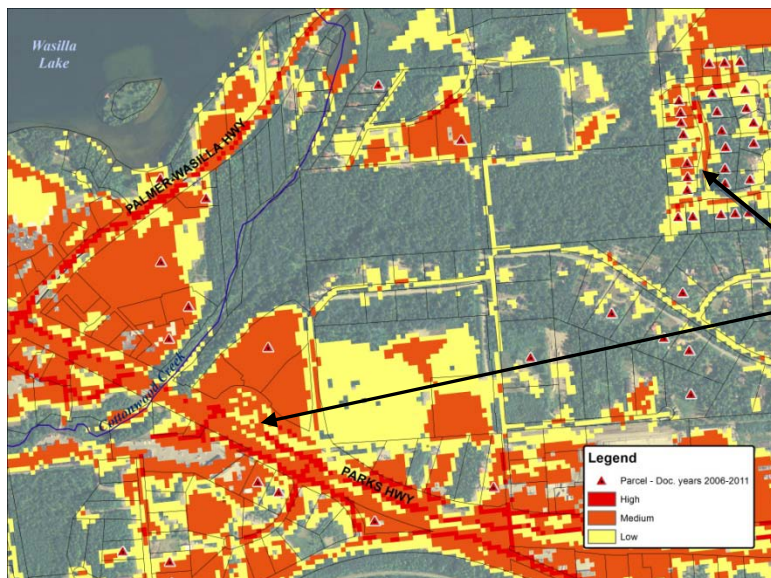 Wasilla
Lake
PALMER-WASILLA HWY
Cottonwood Creek
PARKS HWY
Legend
Parcel - Doc. years 2006-2011
High
Medium
Low